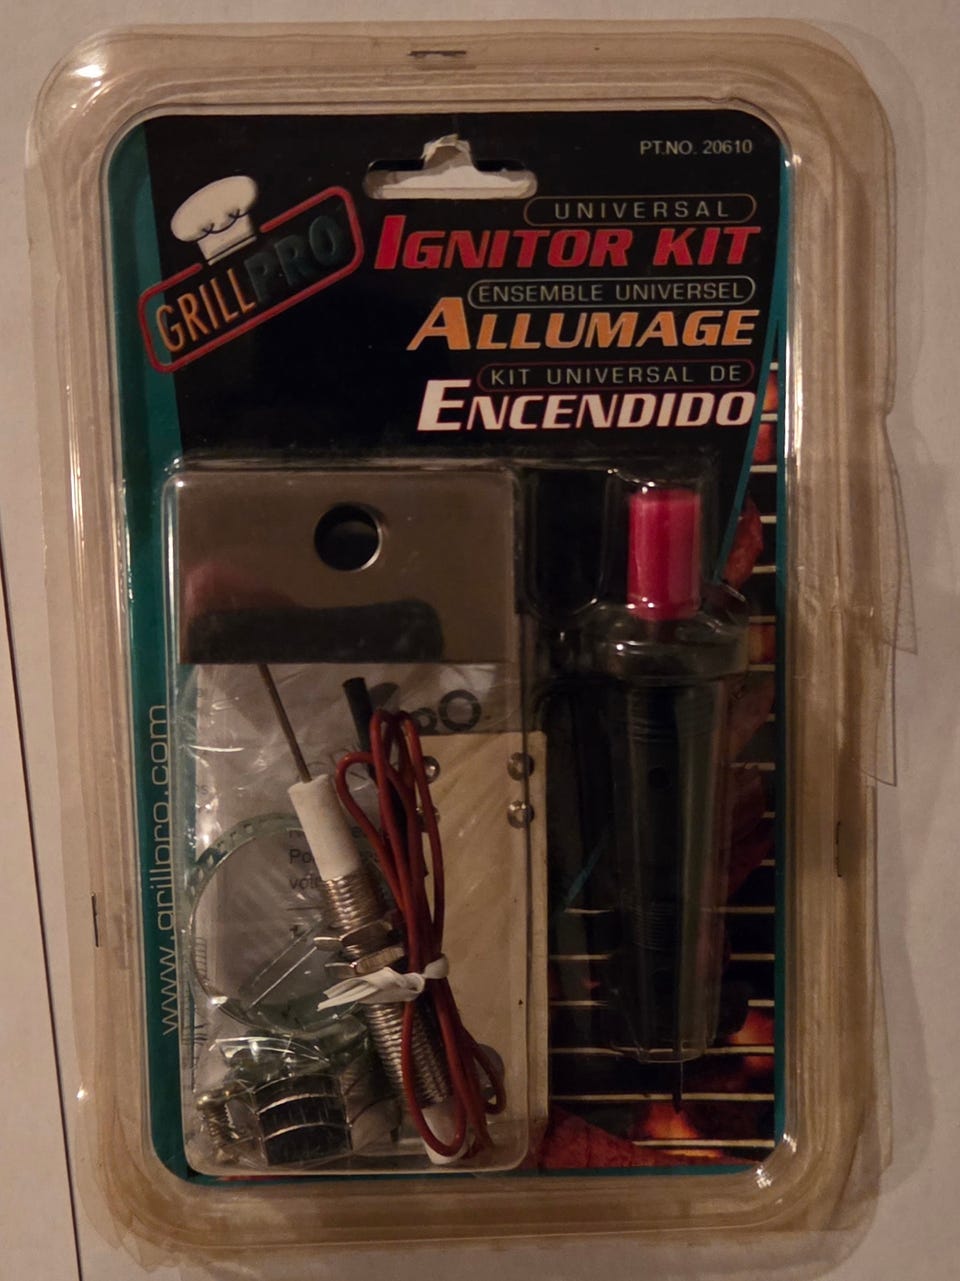 PT.NO. 20610
GRILLPRO
UNIVERSAL
IGNITOR KIT
ENSEMBLE UNIVERSEL
ALLUMAGE
KIT UNIVERSAL DE
ENCENDIDO
www.grillpro.com